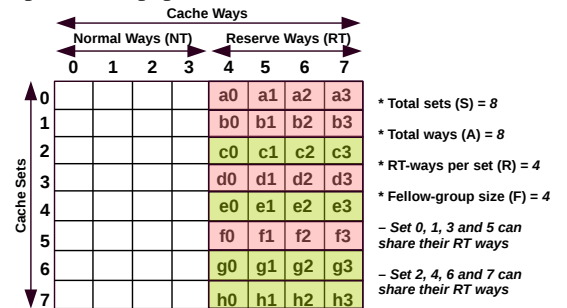 Cache Ways
Normal Ways (NT) Reserve Ways (RT)
0 1 2 3 4 5 6 7
Cache Sets
0 a0 a1 a2 a3
1 b0 b1 b2 b3
2 c0 c1 c2 c3
3 d0 d1 d2 d3
4 e0 e1 e2 e3
5 f0 f1 f2 f3
6 g0 g1 g2 g3
7 h0 h1 h2 h3
* Total sets (S) = 8
* Total ways (A) = 8
* RT-ways per set (R) = 4
* Fellow-group size (F) = 4
– Set 0, 1, 3 and 5 can
share their RT ways
– Set 2, 4, 6 and 7 can
share their RT ways